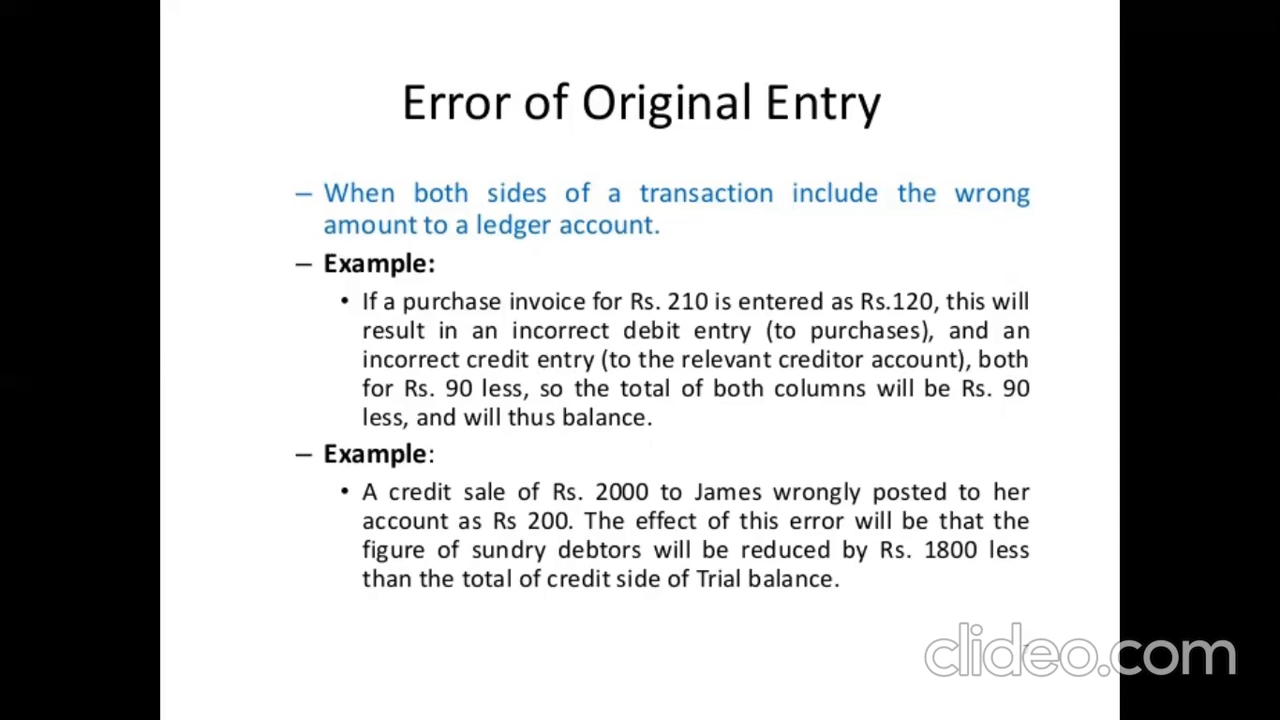 Error of Original Entry
– When both sides of a transaction include the wrong
amount to a ledger account.
– Example:
• If a purchase invoice for Rs. 210 is entered as Rs.120, this will
result in an incorrect debit entry (to purchases), and an
incorrect credit entry (to the relevant creditor account), both
for Rs. 90 less, so the total of both columns will be Rs. 90
less, and will thus balance.
– Example:
• A credit sale of Rs. 2000 to James wrongly posted to her
account as Rs 200. The effect of this error will be that the
figure of sundry debtors will be reduced by Rs. 1800 less
than the total of credit side of Trial balance.
clideo.com